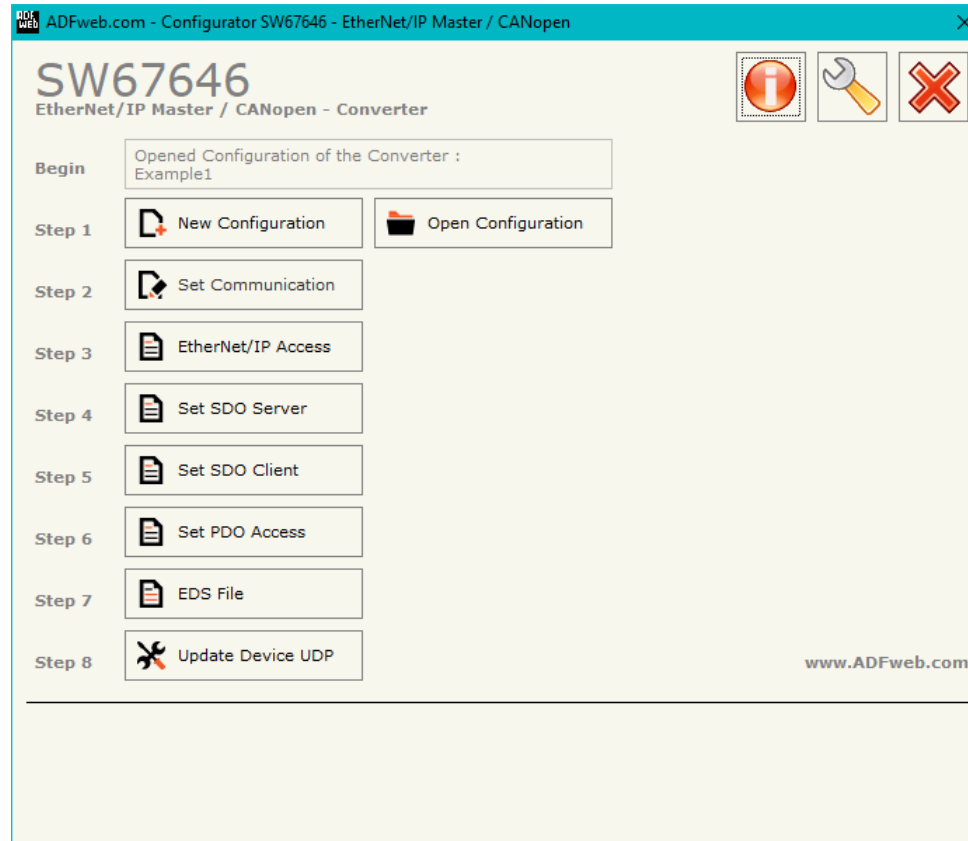 ADFweb.com - Configurator SW67646 - EtherNet/IP Master / CANopen
SW67646
EtherNet/IP Master / CANopen - Converter
Begin
Opened Configuration of the Converter :
Example1
Step 1
New Configuration
Open Configuration
Step 2
Set Communication
Step 3
EtherNet/IP Access
Step 4
Set SDO Server
Step 5
Set SDO Client
Step 6
Set PDO Access
Step 7
EDS File
Step 8
Update Device UDP
www.ADFweb.com